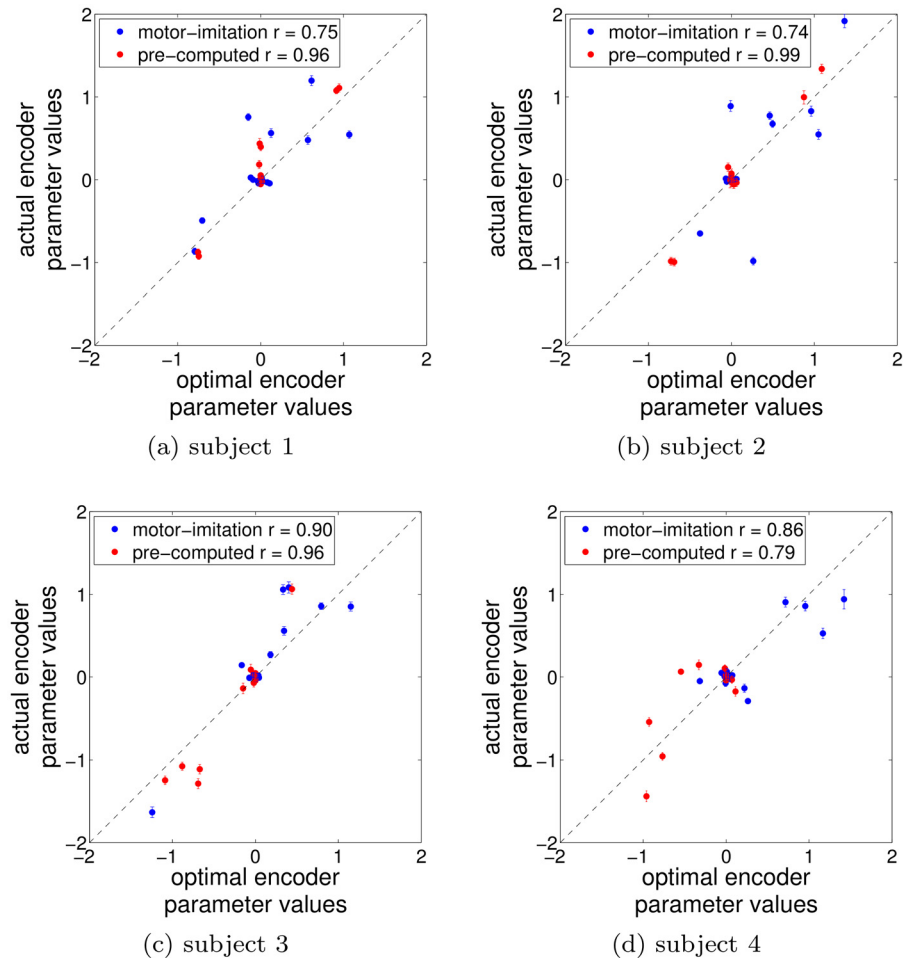 motor−imitation r = 0.75
pre−computed r = 0.96
2
1
0
−1
−2
actual encoder
parameter values
−2 −1 0 1 2
optimal encoder
parameter values
(a) subject 1
motor−imitation r = 0.74
pre−computed r = 0.99
2
1
0
−1
−2
actual encoder
parameter values
−2 −1 0 1 2
optimal encoder
parameter values
(b) subject 2
motor−imitation r = 0.90
pre−computed r = 0.96
2
1
0
−1
−2
actual encoder
parameter values
−2 −1 0 1 2
optimal encoder
parameter values
(c) subject 3
motor−imitation r = 0.86
pre−computed r = 0.79
2
1
0
−1
−2
actual encoder
parameter values
−2 −1 0 1 2
optimal encoder
parameter values
(d) subject 4